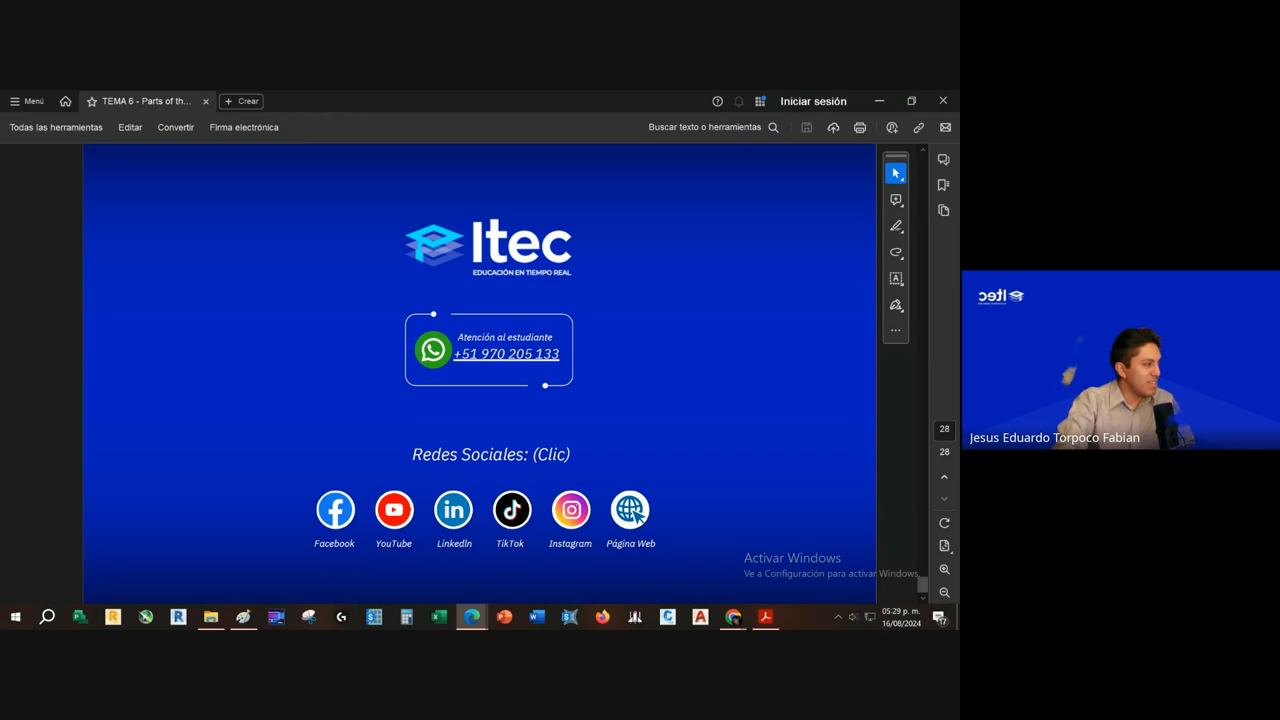 Menú
TEMA 6 - Parts of th...
Crear
Iniciar sesión
Todas las herramientas
Editar
Convertir
Firma electrónica
Buscar texto o herramientas
Itec
EDUCACIÓN EN TIEMPO REAL
Atención al estudiante
+51 970 205 133
Redes Sociales: (Clic)
Facebook
YouTube
LinkedIn
TikTok
Instagram
Página Web
Activar Windows
Ve a Configuración para activar Windows.
28
28
05:29 p. m.
16/08/2024
Itec
Jesus Eduardo Torpoco Fabian